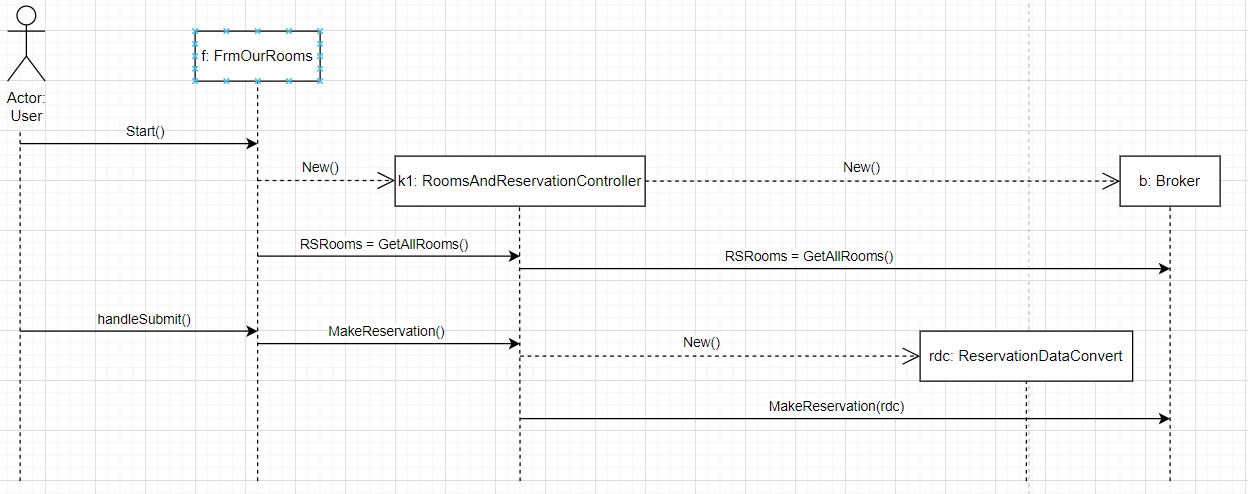 f: FrmOurRooms
Actor:
User
Start()
New()
New()
k1: RoomsAndReservationController
b: Broker
RSRooms = GetAllRooms()
RSRooms = GetAllRooms()
handleSubmit()
MakeReservation()
New()
rdc: ReservationDataConvert
MakeReservation(rdc)